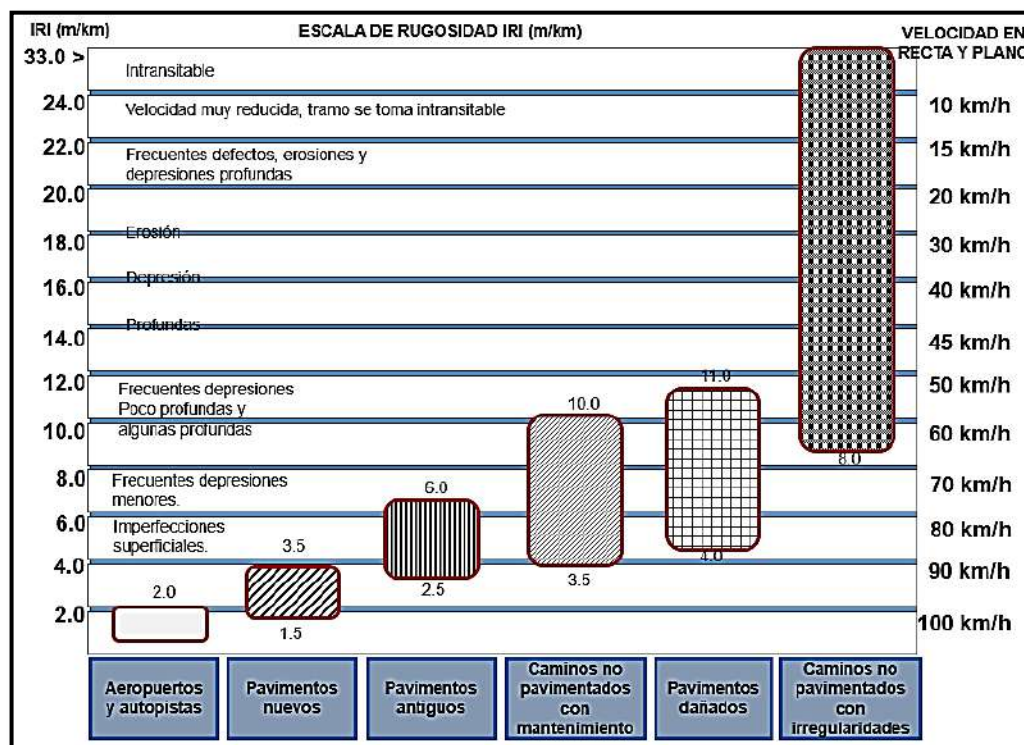 IRI (m/km)
ESCALA DE RUGOSIDAD IRI (m/km)
VELOCIDAD EN
RECTA Y PLANO
33.0 >
Intransitable
24.0
Velocidad muy reducida, tramo se toma intransitable
10 km/h
22.0
Frecuentes defectos, erosiones y
depresiones profundas
15 km/h
20.0
20 km/h
Erosión
18.0
30 km/h
Depresión
16.0
40 km/h
Profundas
14.0
45 km/h
12.0
11.0
50 km/h
Frecuentes depresiones
Poco profundas y
algunas profundas
10.0
10.0
60 km/h
8.0
8.0
Frecuentes depresiones
menores.
6.0
70 km/h
6.0
Imperfecciones
superficiales.
80 km/h
3.5
4.0
4.0
90 km/h
2.0
2.5
3.5
2.0
1.5
100 km/h
Aeropuertos
y autopistas
Pavimentos
nuevos
Pavimentos
antiguos
Caminos no
pavimentados
con
mantenimiento
Pavimentos
dañados
Caminos no
pavimentados
con
irregularidades